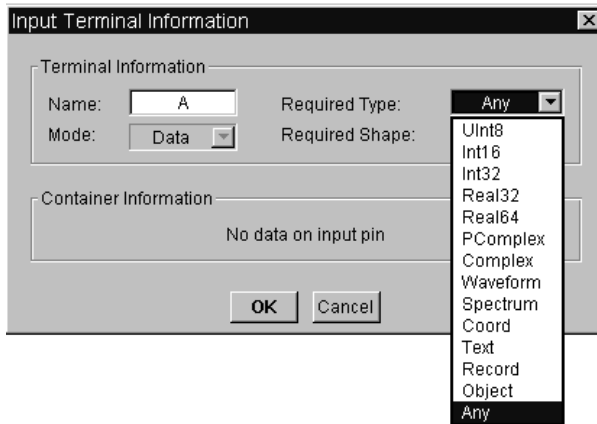 Input Terminal Information
Terminal Information
Name: A Required Type: Any
Mode: Data Required Shape:
UInt8
Int16
Int32
Real32
Real64
PComplex
Complex
Waveform
Spectrum
Coord
Text
Record
Object
Any
Container Information
No data on input pin
OK Cancel